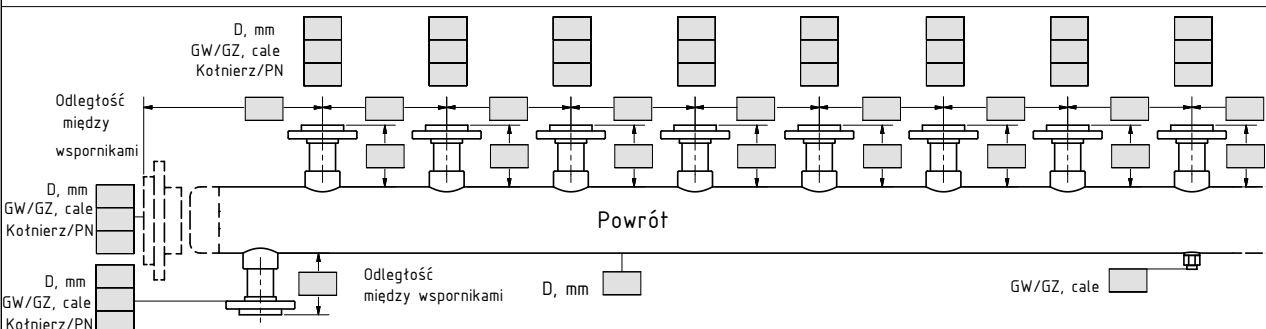 D, mm
GW/GZ, cale
Kołnierz/PN
Odległość
między
wspornikami
D, mm
GW/GZ, cale
Kołnierz/PN
Powrót
D, mm
GW/GZ, cale
Kołnierz/PN
Odległość
między wspornikami
D, mm
GW/GZ, cale